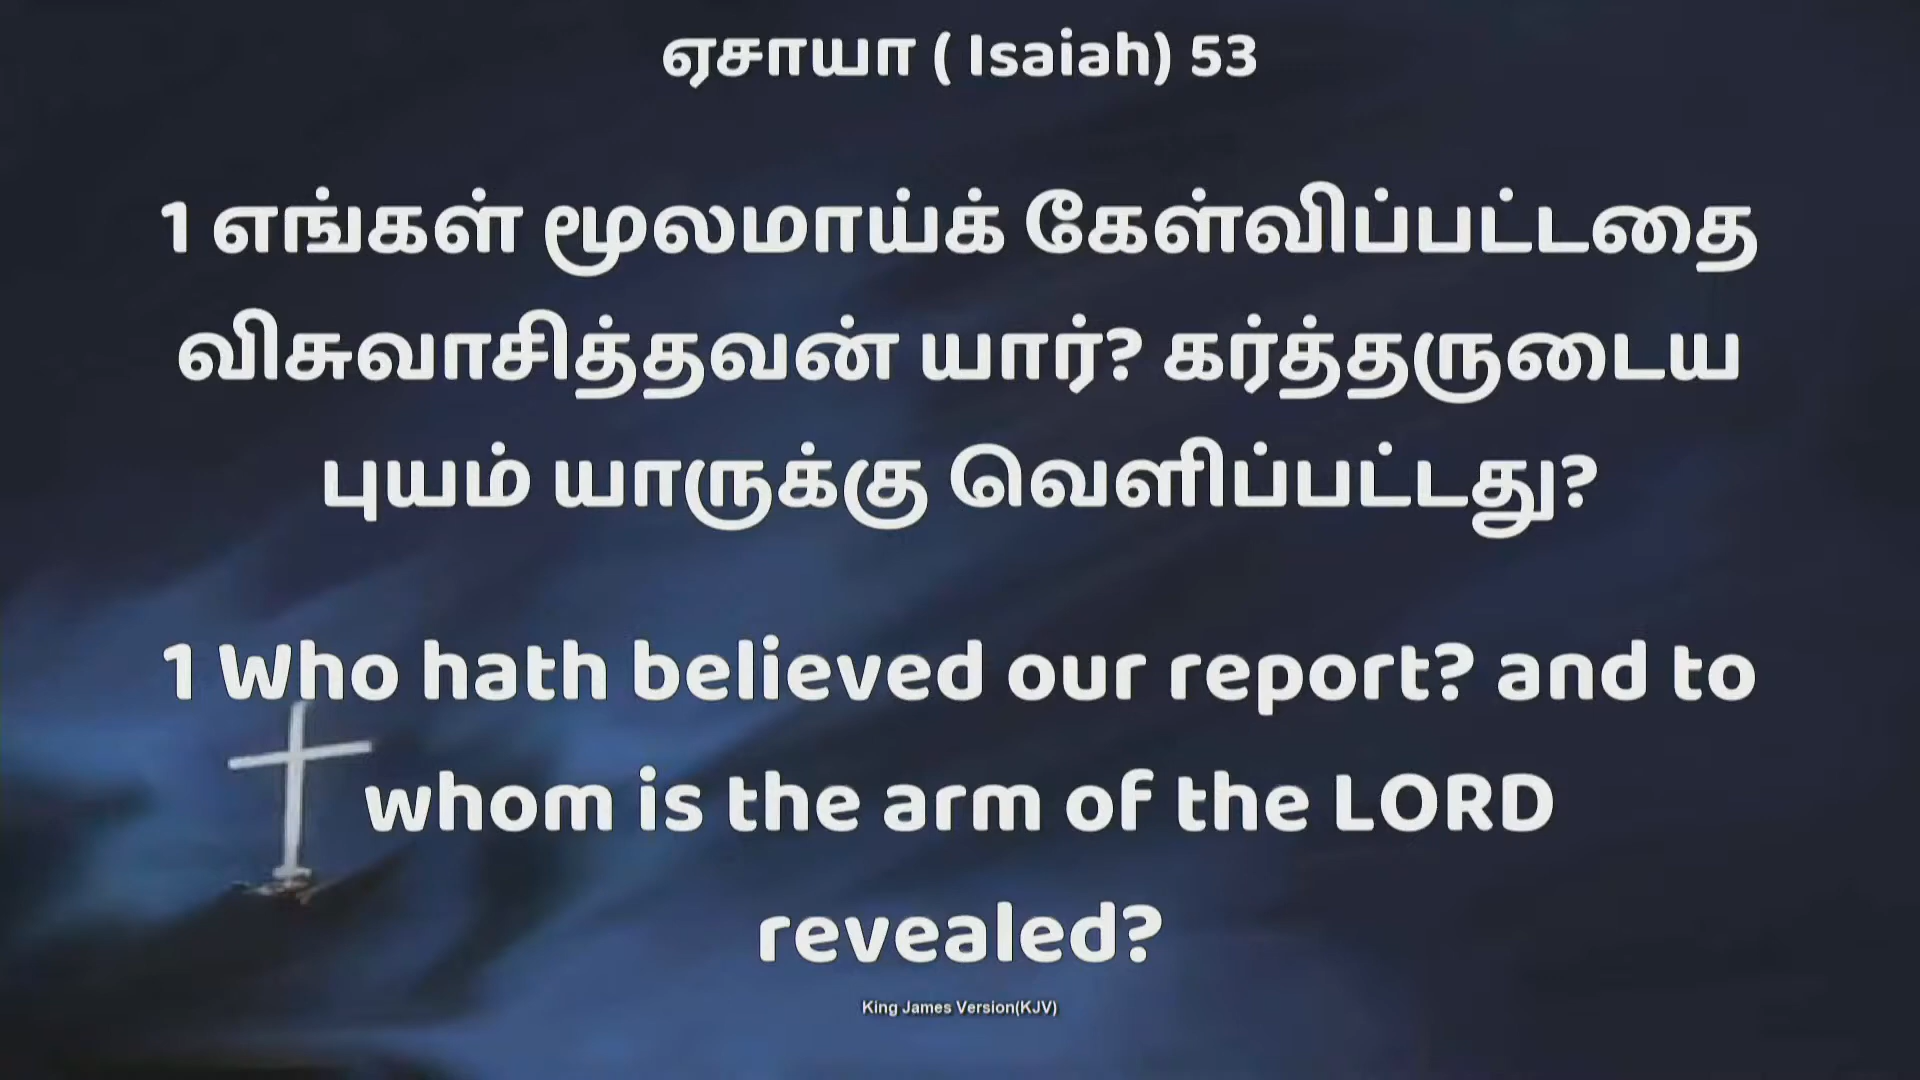 ஏசாயா ( Isaiah) 53
1 எங்கள் மூலமாய்க் கேள்விப்பட்டதை
விசுவாசித்தவன் யார்? கர்த்தருடைய
புயம் யாருக்கு வெளிப்பட்டது?
1 Who hath believed our report? and to
whom is the arm of the LORD
revealed?
King James Version(KJV)